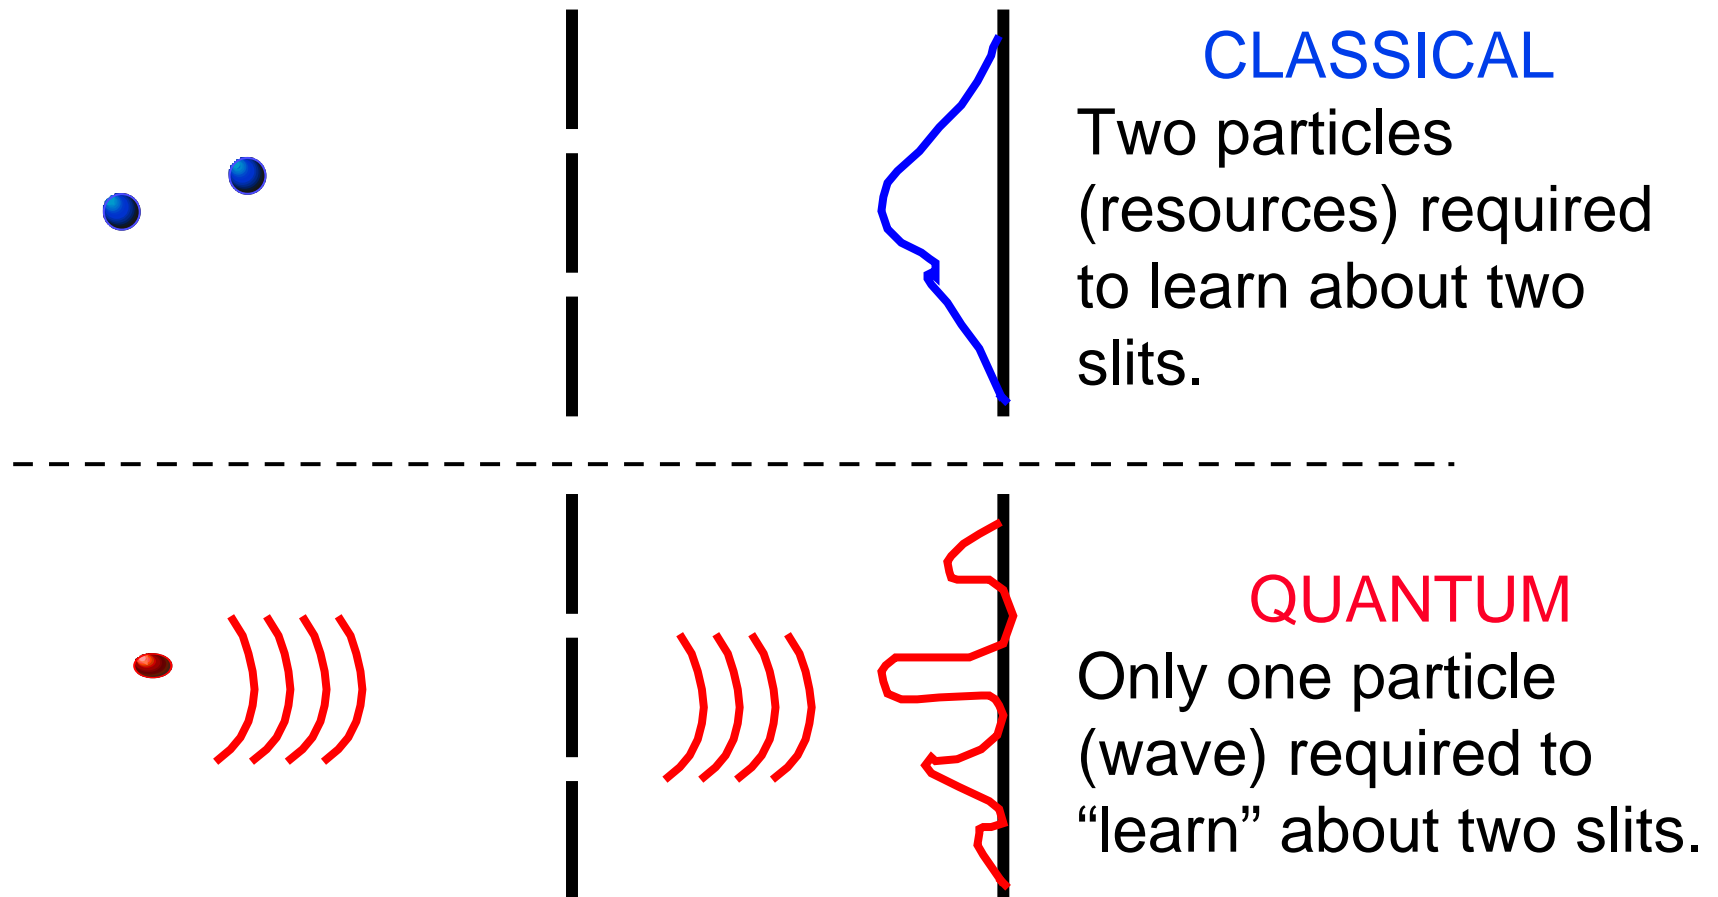 CLASSICAL
Two particles
(resources) required
to learn about two
slits.
QUANTUM
Only one particle
(wave) required to
“learn” about two slits.